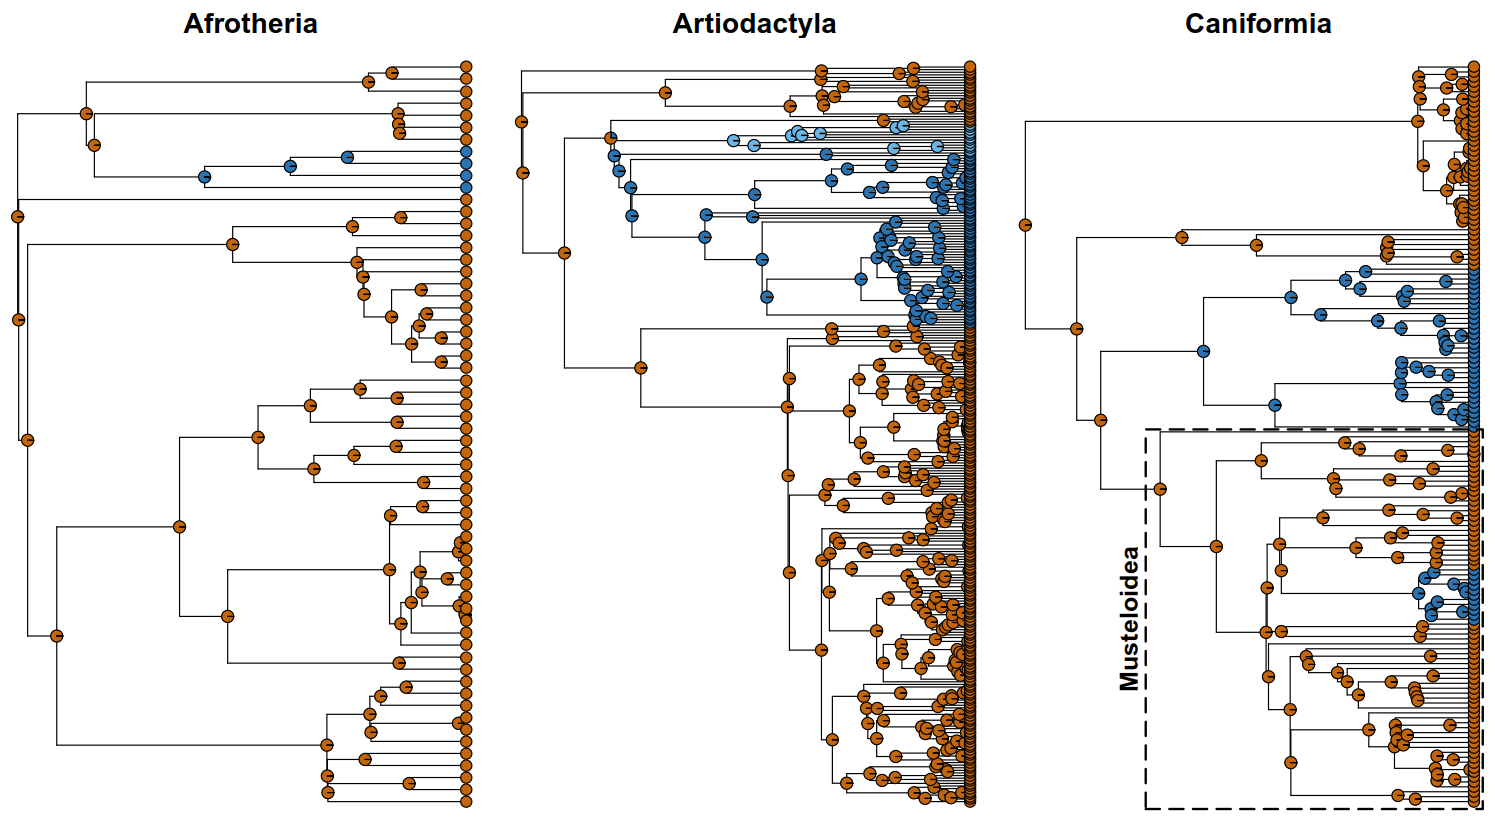 Afrotheria
Artiodactyla
Caniformia
Musteloidea